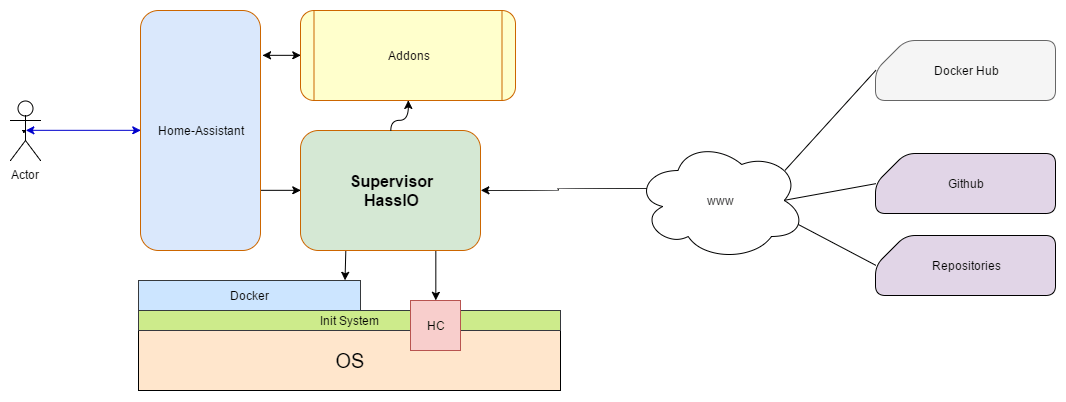 Addons
Docker Hub
Home-Assistant
Actor
Supervisor
HassIO
www
Github
Repositories
Docker
Init System
HC
OS